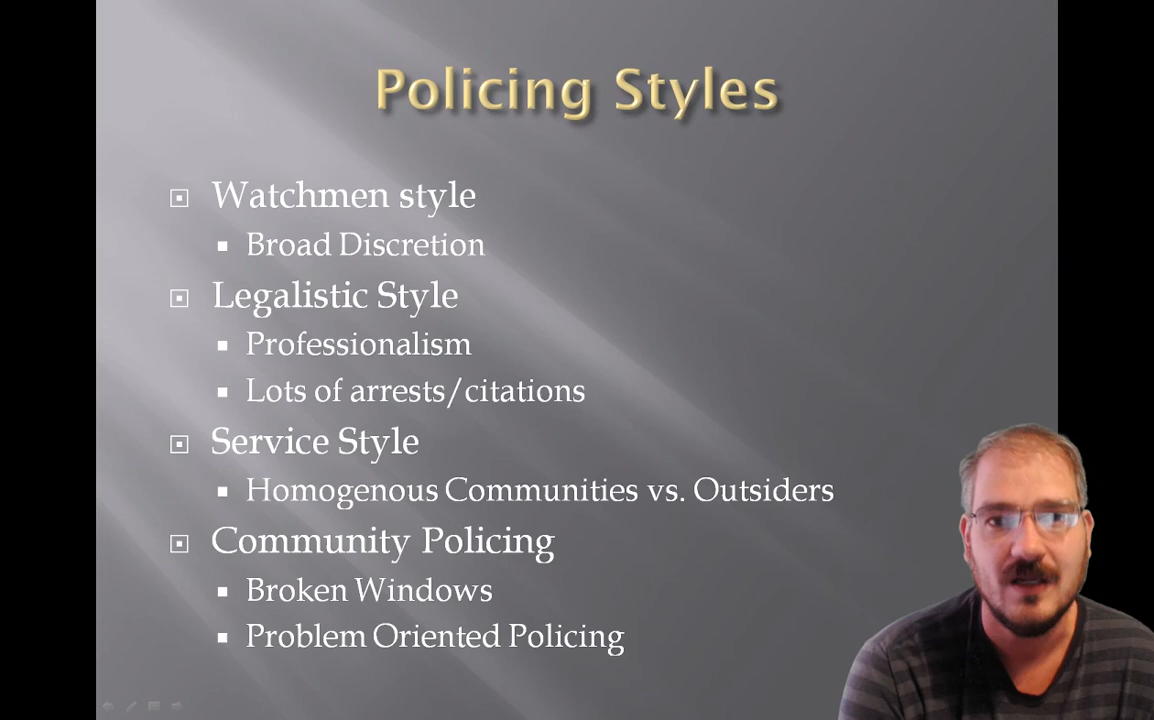 Policing Styles
Watchmen style
Broad Discretion
Legalistic Style
Professionalism
Lots of arrests/citations
Service Style
Homogenous Communities vs. Outsiders
Community Policing
Broken Windows
Problem Oriented Policing